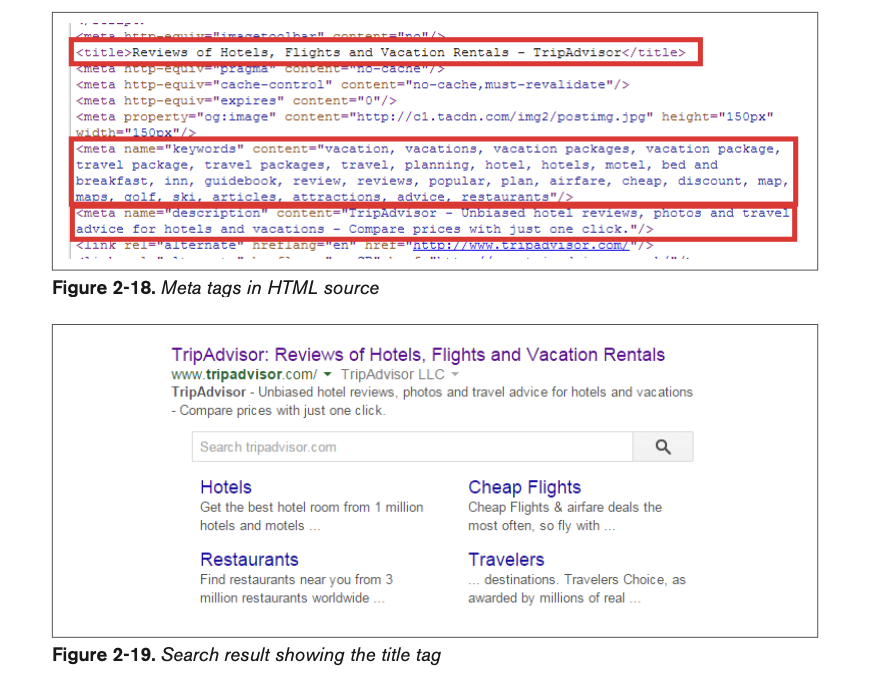 <meta http-equiv="imagetoolbar" content="no"/>
<title>Reviews of Hotels, Flights and Vacation Rentals - TripAdvisor</title>
<meta http-equiv="pragma" content="no-cache"/>
<meta http-equiv="cache-control" content="no-cache,must-revalidate"/>
<meta http-equiv="expires" content="0"/>
<meta property="og:image" content="http://c1.tacdn.com/img2/postimg.jpg" height="150px"
width="150px"/>
<meta name="keywords" content="vacation, vacations, vacation packages, vacation package,
travel package, travel packages, travel, planning, hotel, hotels, motel, bed and
breakfast, inn, guidebook, review, reviews, popular, plan, airfare, cheap, discount, map,
maps, golf, ski, articles, attractions, advice, restaurants"/>
<meta name="description" content="TripAdvisor - Unbiased hotel reviews, photos and travel
advice for hotels and vacations - Compare prices with just one click."/>
<link rel="alternate" hreflang="en" href="http://www.tripadvisor.com/"/>
Figure 2-18. Meta tags in HTML source
TripAdvisor: Reviews of Hotels, Flights and Vacation Rentals
www.tripadvisor.com/ TripAdvisor LLC
TripAdvisor - Unbiased hotel reviews, photos and travel advice for hotels and vacations
- Compare prices with just one click.
Search tripadvisor.com
Hotels
Get the best hotel room from 1 million
hotels and motels ...
Cheap Flights
Cheap Flights & airfare deals the
most often, so fly with ...
Restaurants
Find restaurants near you from 3
million restaurants worldwide ...
Travelers
... destinations. Travelers Choice, as
awarded by millions of real ...
Figure 2-19. Search result showing the title tag